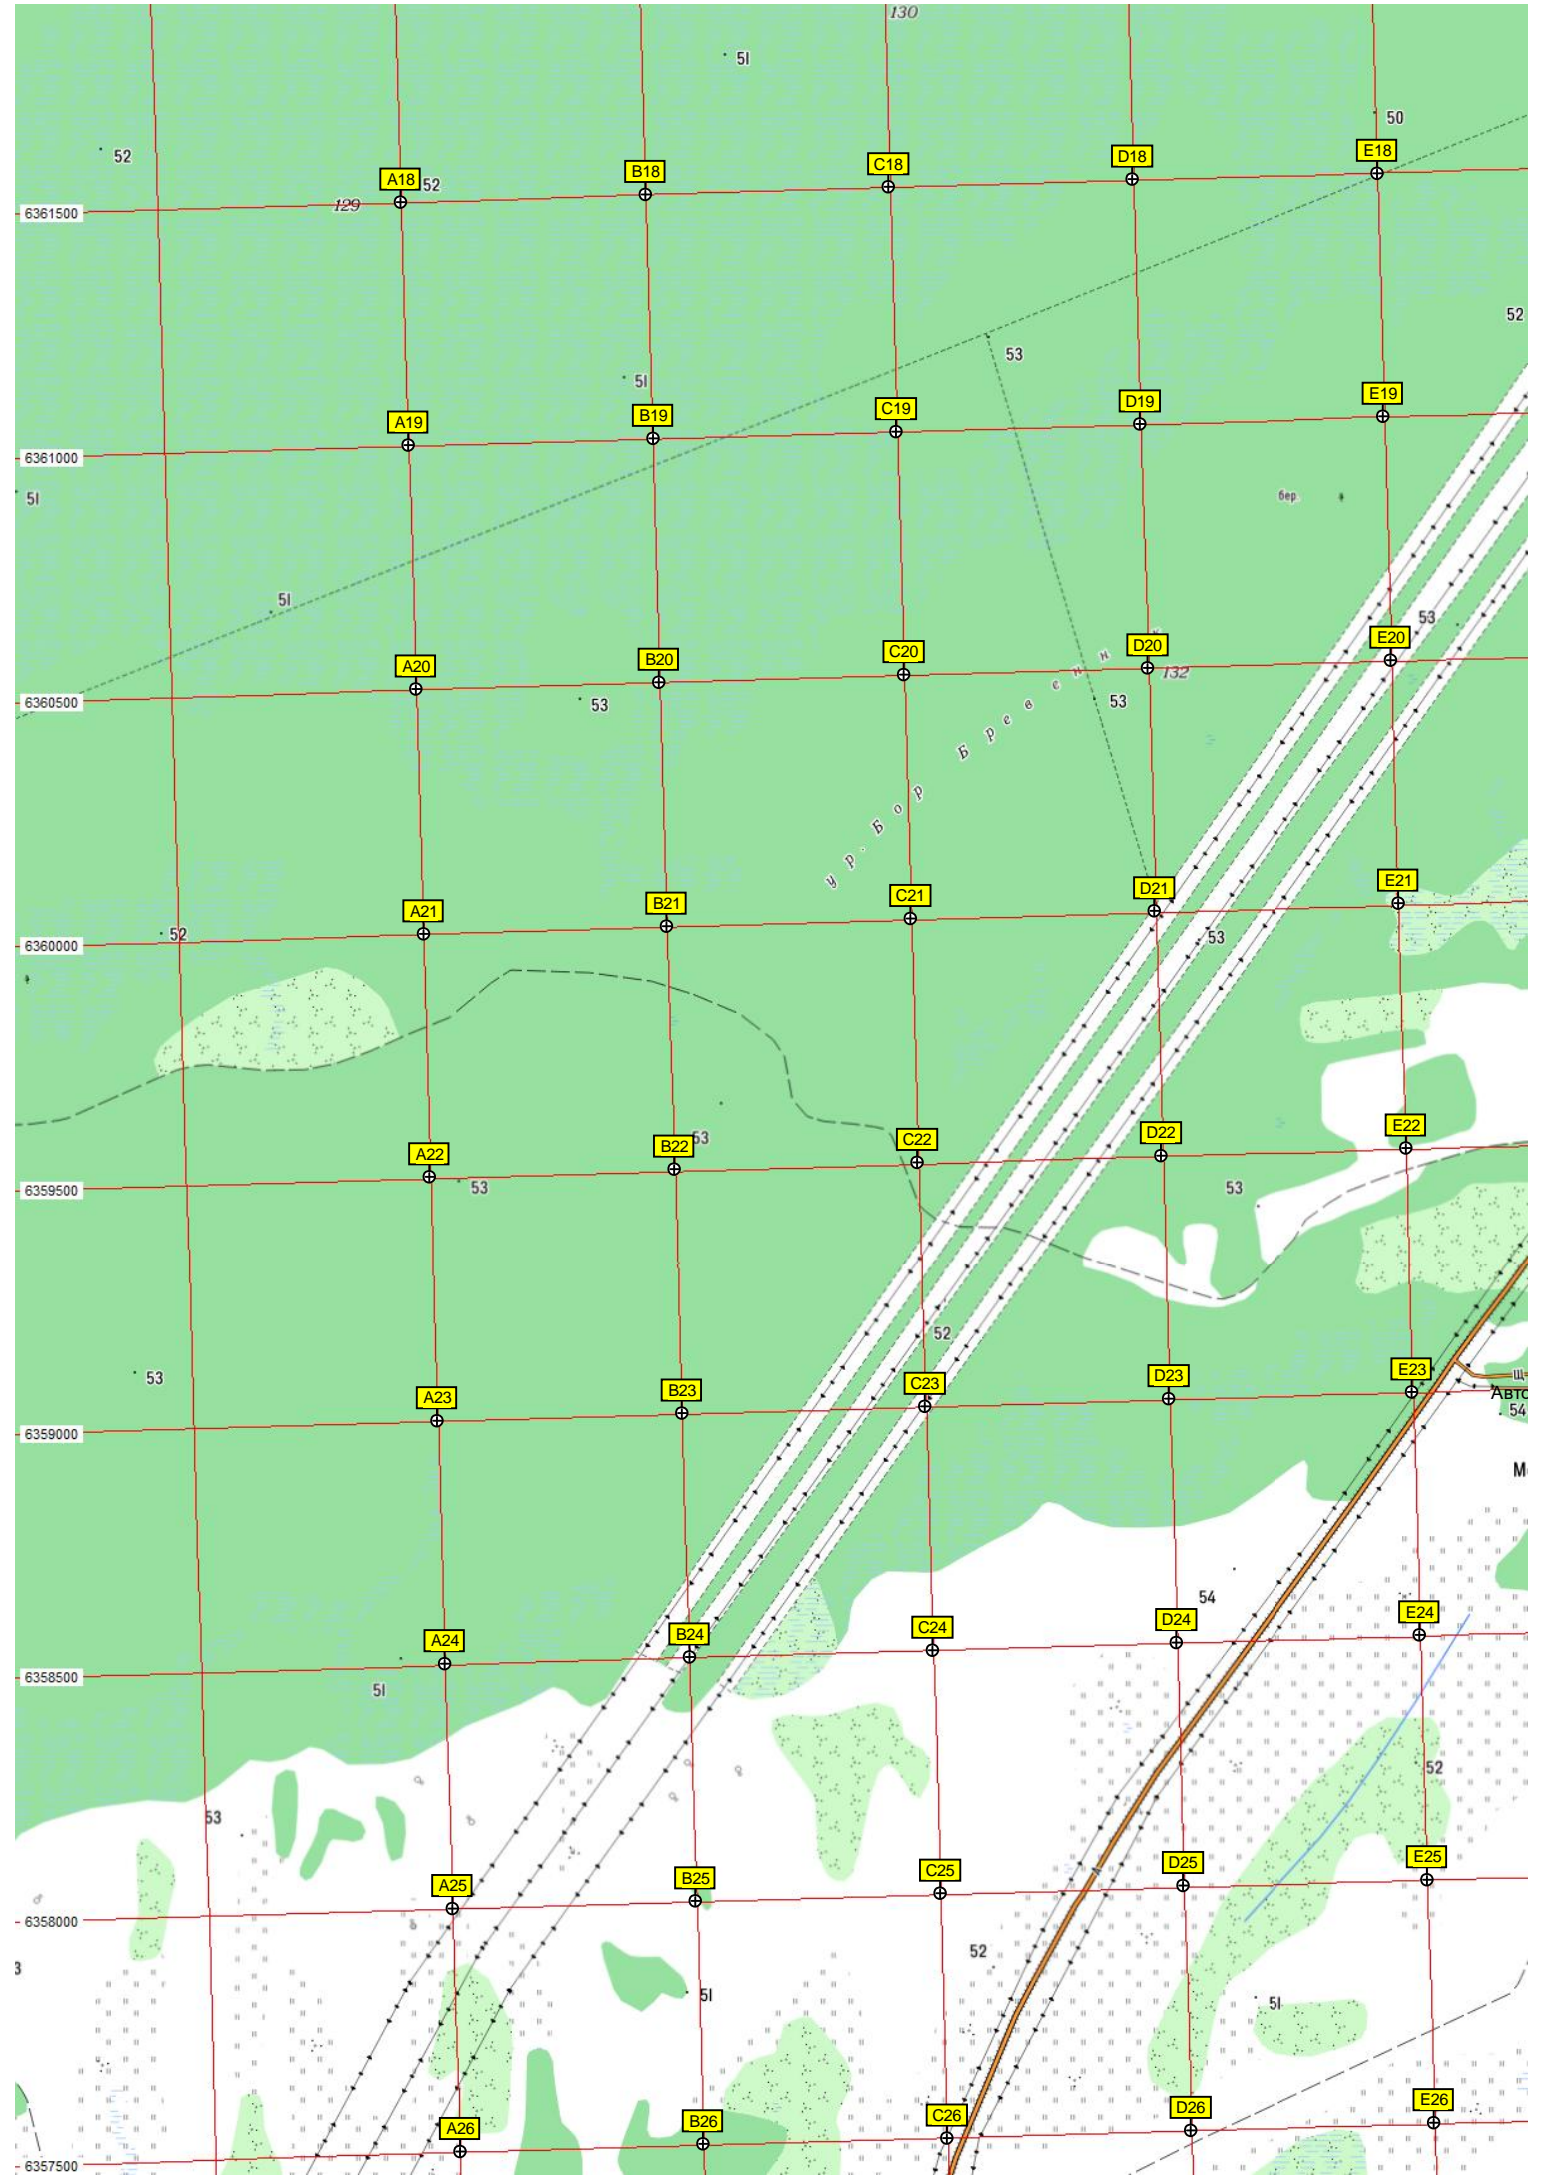 130
51
50
52
A18
52
B18
C18
D18
E18
129
6361500
52
53
51
A19
B19
C19
D19
E19
6361000
51
бер.
51
53
A20
B20
C20
D20
E20
132
6360500
53
53
ур. Бор
A21
B21
C21
D21
E21
52
53
6360000
53
A22
B22
C22
D22
E22
6359500
53
53
52
53
A23
B23
C23
D23
E23
54
6359000
54
A24
B24
C24
D24
E24
6358500
51
52
53
A25
B25
C25
D25
E25
6358000
52
51
51
A26
B26
C26
D26
E26
6357500